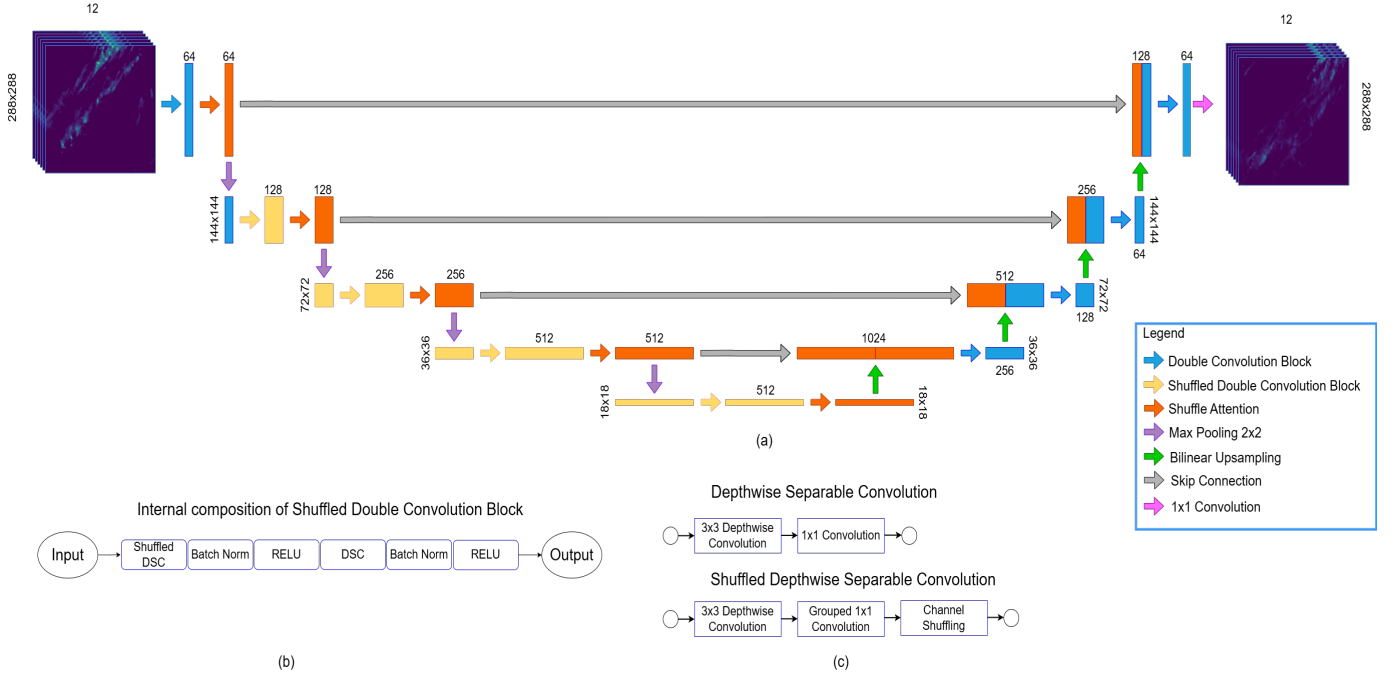 12
12
288x288
64
64
128
64
288x288
144x144
128
128
256
144x144
64
72x72
256
256
512
72x72
128
36x36
512
512
1024
36x36
256
18x18
512
18x18
(a)
Legend
Double Convolution Block
Shuffled Double Convolution Block
Shuffle Attention
Max Pooling 2x2
Bilinear Upsampling
Skip Connection
1x1 Convolution
Internal composition of Shuffled Double Convolution Block
Input
Shuffled
DSC
Batch Norm
RELU
DSC
Batch Norm
RELU
Output
(b)
Depthwise Separable Convolution
3x3 Depthwise
Convolution
1x1 Convolution
Shuffled Depthwise Separable Convolution
3x3 Depthwise
Convolution
Grouped 1x1
Convolution
Channel
Shuffling
(c)